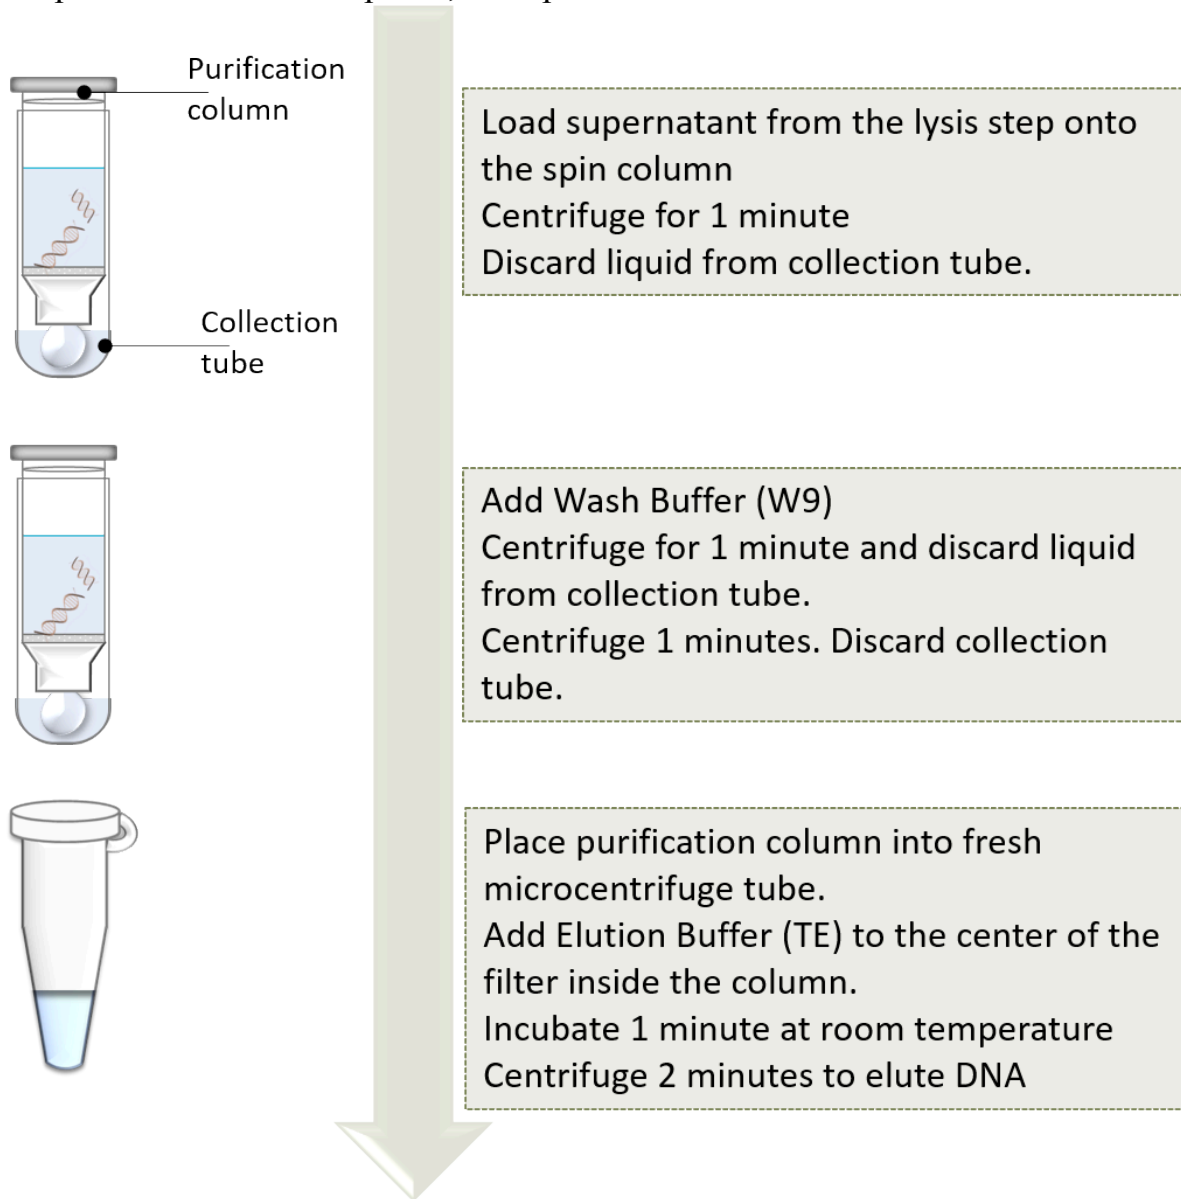 Purification
column
Load supernatant from the lysis step onto
the spin column
Centrifuge for 1 minute
Discard liquid from collection tube.
Collection
tube
Add Wash Buffer (W9)
Centrifuge for 1 minute and discard liquid
from collection tube.
Centrifuge 1 minutes. Discard collection
tube.
Place purification column into fresh
microcentrifuge tube.
Add Elution Buffer (TE) to the center of the
filter inside the column.
Incubate 1 minute at room temperature
Centrifuge 2 minutes to elute DNA